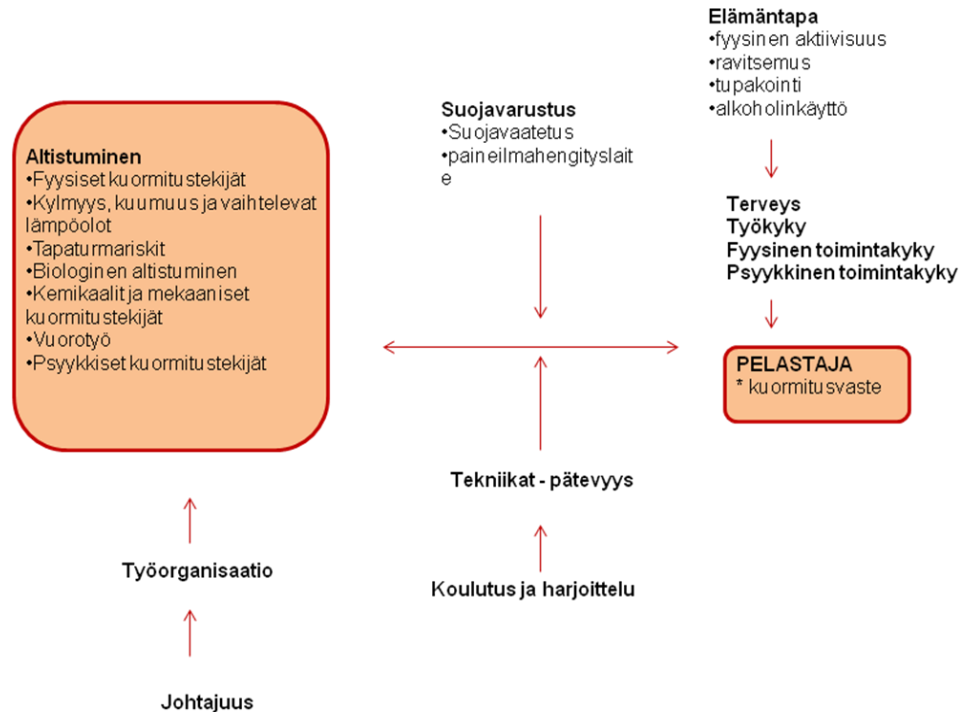 Elämäntapa
•fyysinen aktiivisuus
•ravitsemus
•tupakointi
•alkoholinkäyttö
Suojavarustus
•Suojavaatetus
•paineilmahengityslait
e
Altistuminen
•Fyysiset kuormitustekijät
•Kylmyys, kuumuus ja vaihtelevat
lämpöolot
•Tapaturmariskit
•Biologinen altistuminen
•Kemikaalit ja mekaaniset
kuormitustekijät
•Vuorotyö
•Psyykkiset kuormitustekijät
Terveys
Työkyky
Fyysinen toimintakyky
Psyykkinen toimintakyky
PELASTAJA
* kuormitusvaste
Tekniikat - pätevyys
Koulutus ja harjoittelu
Työorganisaatio
Johtajuus